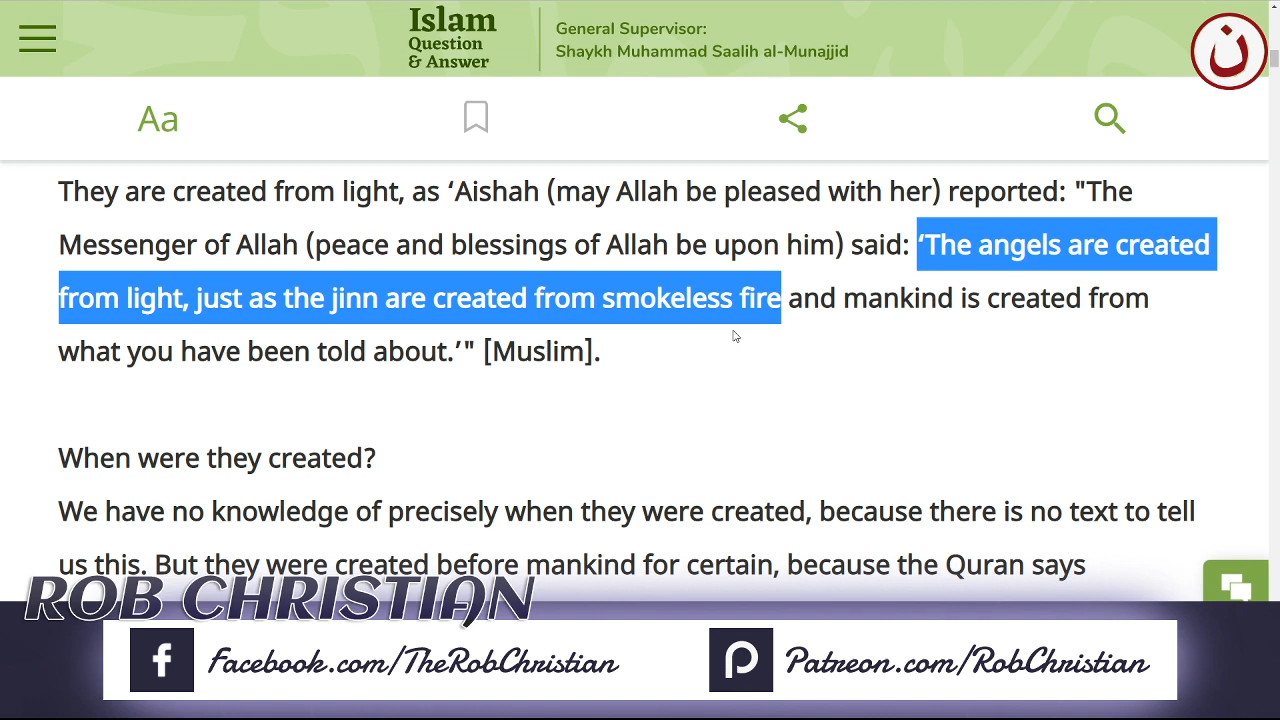 Islam
Question
& Answer
General Supervisor:
Shaykh Muhammad Saalih al-Munajjid
ن
Aa
They are created from light, as ‘Aishah (may Allah be pleased with her) reported: "The
Messenger of Allah (peace and blessings of Allah be upon him) said: ‘The angels are created
from light, just as the jinn are created from smokeless fire and mankind is created from
what you have been told about.’" [Muslim].
When were they created?
We have no knowledge of precisely when they were created, because there is no text to tell
us this. But they were created before mankind for certain, because the Quran says
ROB CHRISTIAN
Facebook.com/TheRobChristian
Patreon.com/RobChristian